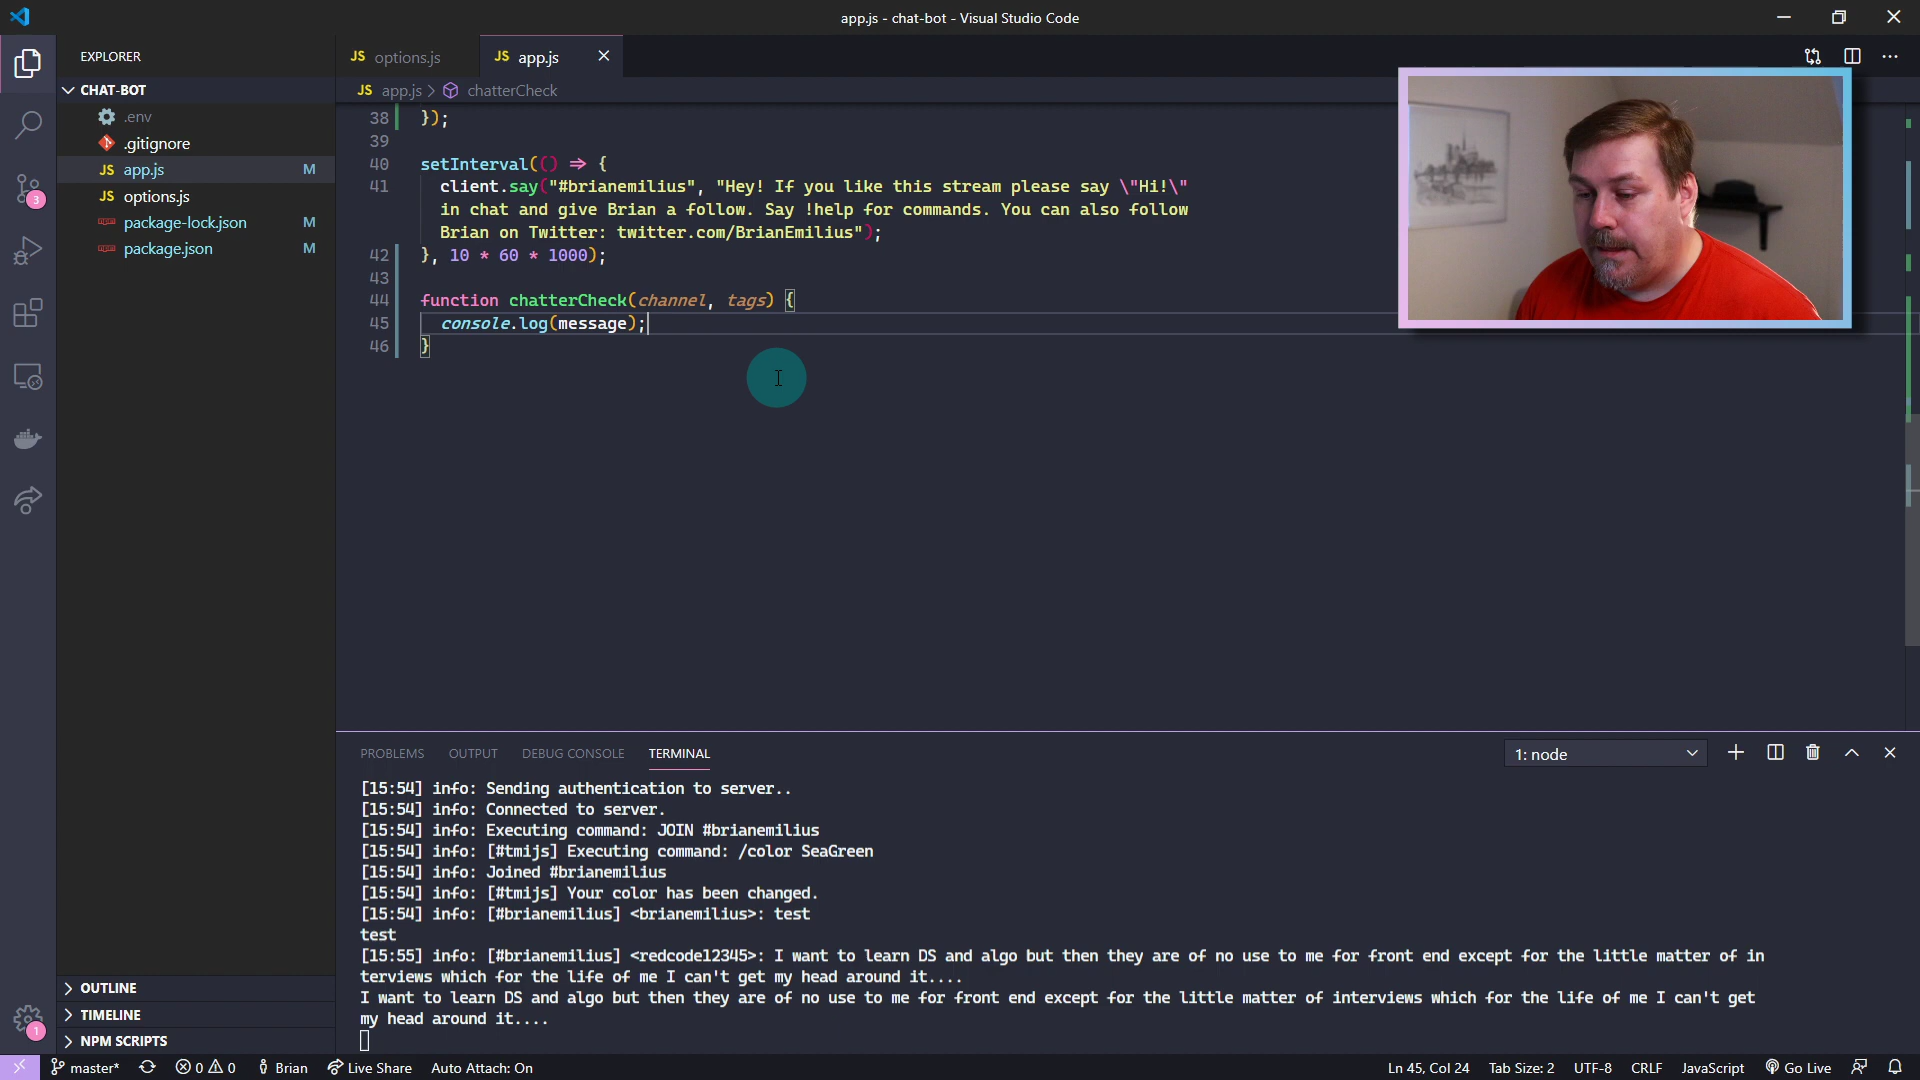 app.js - chat-bot - Visual Studio Code
EXPLORER
JS options.js
JS app.js
CHAT-BOT
JS app.js > chatterCheck
.env
.gitignore
JS app.js M
JS options.js
package-lock.json M
package.json M
3
38 });
39
40 setInterval(() => {
41 client.say("#brianemilius", "Hey! If you like this stream please say \"Hi!\"
in chat and give Brian a follow. Say !help for commands. You can also follow
Brian on Twitter: twitter.com/BrianEmilius");
42 }, 10 * 60 * 1000);
43
44 function chatterCheck(channel, tags) {
45 console.log(message);
46 }
PROBLEMS OUTPUT DEBUG CONSOLE TERMINAL
1: node
[15:54] info: Sending authentication to server..
[15:54] info: Connected to server.
[15:54] info: Executing command: JOIN #brianemilius
[15:54] info: [#tmijs] Executing command: /color SeaGreen
[15:54] info: Joined #brianemilius
[15:54] info: [#tmijs] Your color has been changed.
[15:54] info: [#brianemilius] <brianemilius>: test
test
[15:55] info: [#brianemilius] <redcode12345>: I want to learn DS and algo but then they are of no use to me for front end except for the little matter of in
terviews which for the life of me I can't get my head around it....
I want to learn DS and algo but then they are of no use to me for front end except for the little matter of interviews which for the life of me I can't get
my head around it....
OUTLINE
TIMELINE
NPM SCRIPTS
1
master* 0 0 Brian Live Share Auto Attach: On
Ln 45, Col 24 Tab Size: 2 UTF-8 CRLF JavaScript Go Live